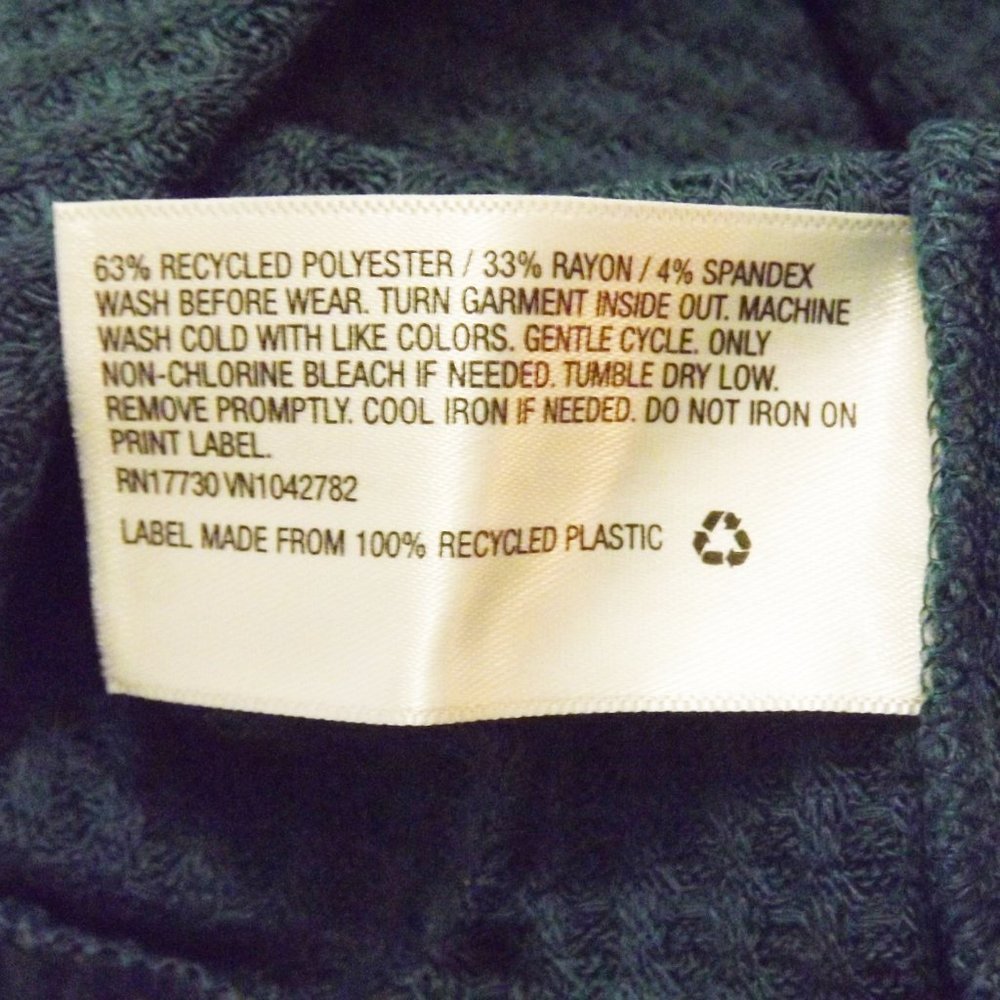 63% RECYCLED POLYESTER / 33% RAYON / 4% SPANDEX
WASH BEFORE WEAR. TURN GARMENT INSIDE OUT. MACHINE
WASH COLD WITH LIKE COLORS. GENTLE CYCLE. ONLY
NON-CHLORINE BLEACH IF NEEDED. TUMBLE DRY LOW.
REMOVE PROMPTLY. COOL IRON IF NEEDED. DO NOT IRON ON
PRINT LABEL.
RN17730 VN1042782
LABEL MADE FROM 100% RECYCLED PLASTIC